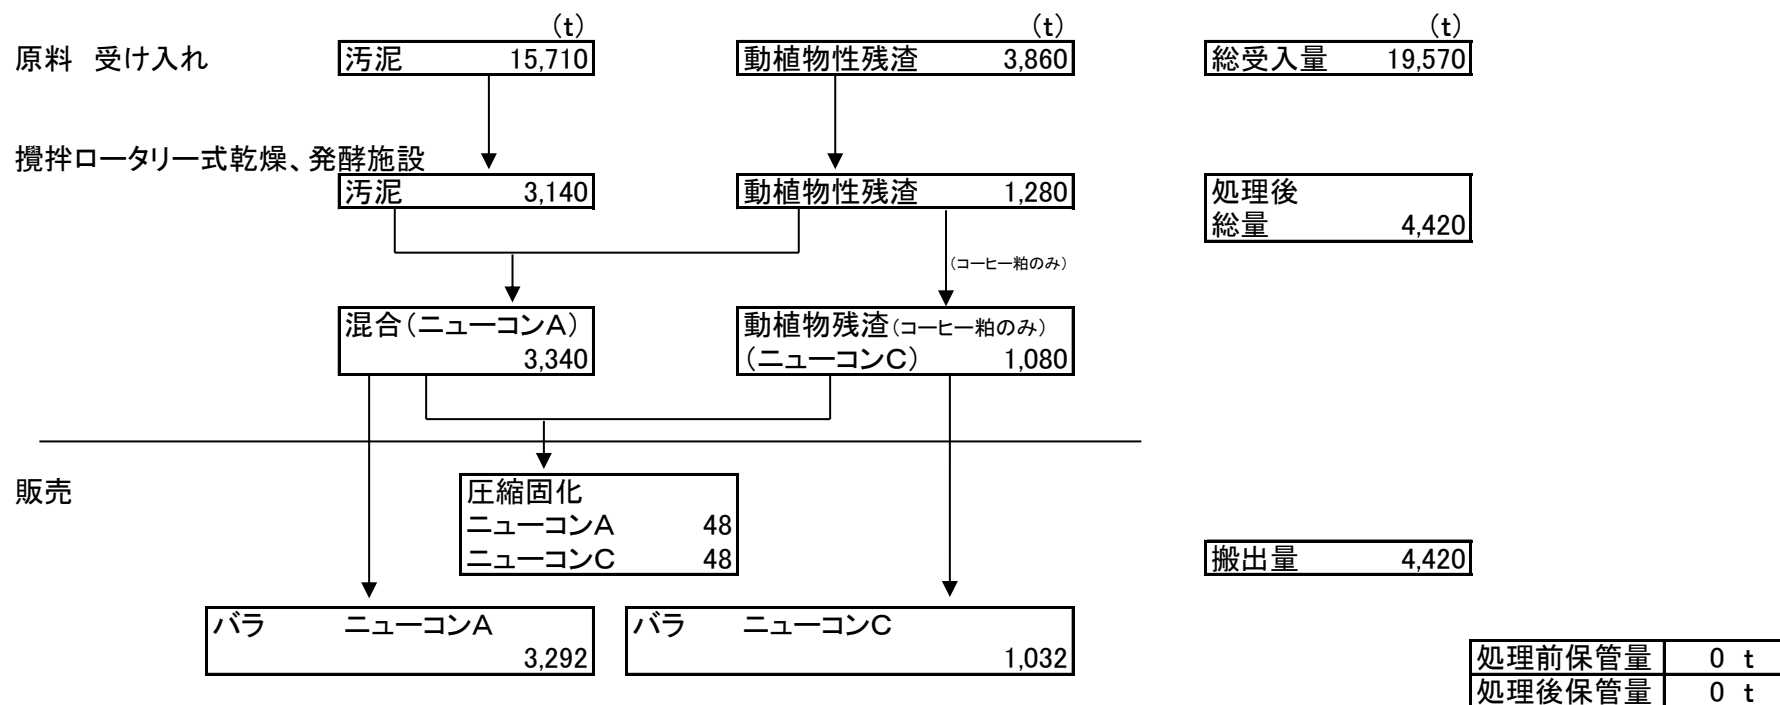 (t) (t) (t)
原料 受け入れ 汚泥 15,710 動植物性残渣 3,860 総受入量 19,570
攪拌ロータリー式乾燥、発酵施設
汚泥 3,140 動植物性残渣 1,280 処理後
総量 4,420
(コーヒー粕のみ)
混合(ニューコンA) 動植物残渣(コーヒー粕のみ)
3,340 (ニューコンC) 1,080
販売 圧縮固化
ニューコンA 48
ニューコンC 48 搬出量 4,420
バラ ニューコンA バラ ニューコンC
3,292 1,032
処理前保管量 0 t
処理後保管量 0 t